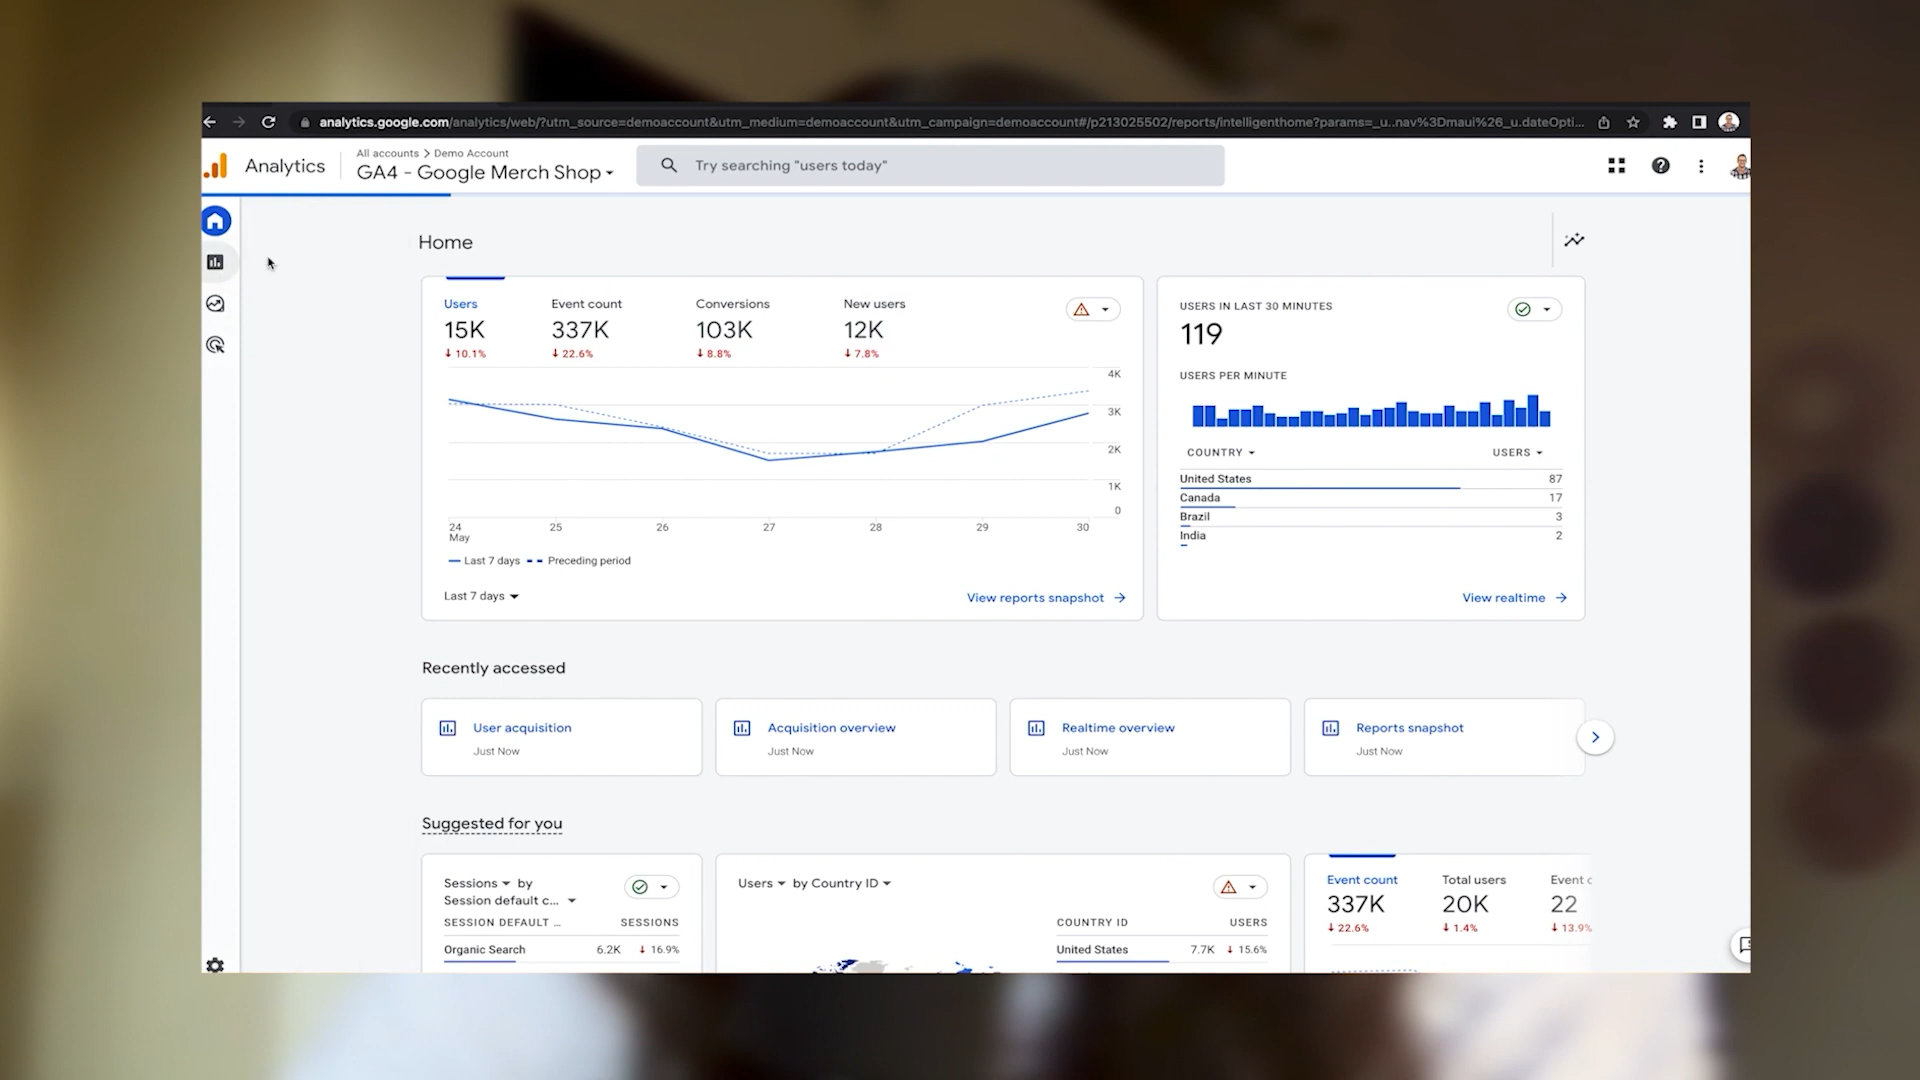 analytics.google.com/analytics/web/?utm_source=demoaccount&utm_medium=demoaccount&utm_campaign=demoaccount#/p213025502/reports/intelligenthome?params=_u..nav%3Dmaui%26_u.dateOpti...
Analytics
All accounts > Demo Account
GA4 - Google Merch Shop
Try searching "users today"
Home
Users
15K
10.1%
Event count
337K
22.6%
Conversions
103K
8.8%
New users
12K
7.8%
4K
3K
2K
1K
0
24 25 26 27 28 29 30
May
Last 7 days Preceding period
Last 7 days
View reports snapshot
USERS IN LAST 30 MINUTES
119
USERS PER MINUTE
COUNTRY USERS
United States 87
Canada 17
Brazil 3
India 2
View realtime
Recently accessed
User acquisition
Just Now
Acquisition overview
Just Now
Realtime overview
Just Now
Reports snapshot
Just Now
Suggested for you
Sessions by
Session default c...
SESSION DEFAULT ... SESSIONS
Organic Search 6.2K 16.9%
Users by Country ID
COUNTRY ID USERS
United States 7.7K 15.6%
Event count
337K
22.6%
Total users
20K
1.4%
Event c
22
13.9%